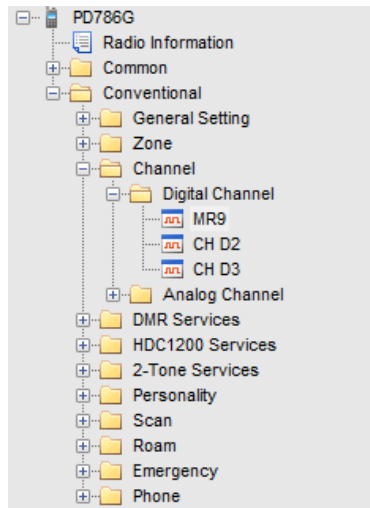 PD786G
Radio Information
Common
Conventional
General Setting
Zone
Channel
Digital Channel
MR9
CH D2
CH D3
Analog Channel
DMR Services
HDC1200 Services
2-Tone Services
Personality
Scan
Roam
Emergency
Phone